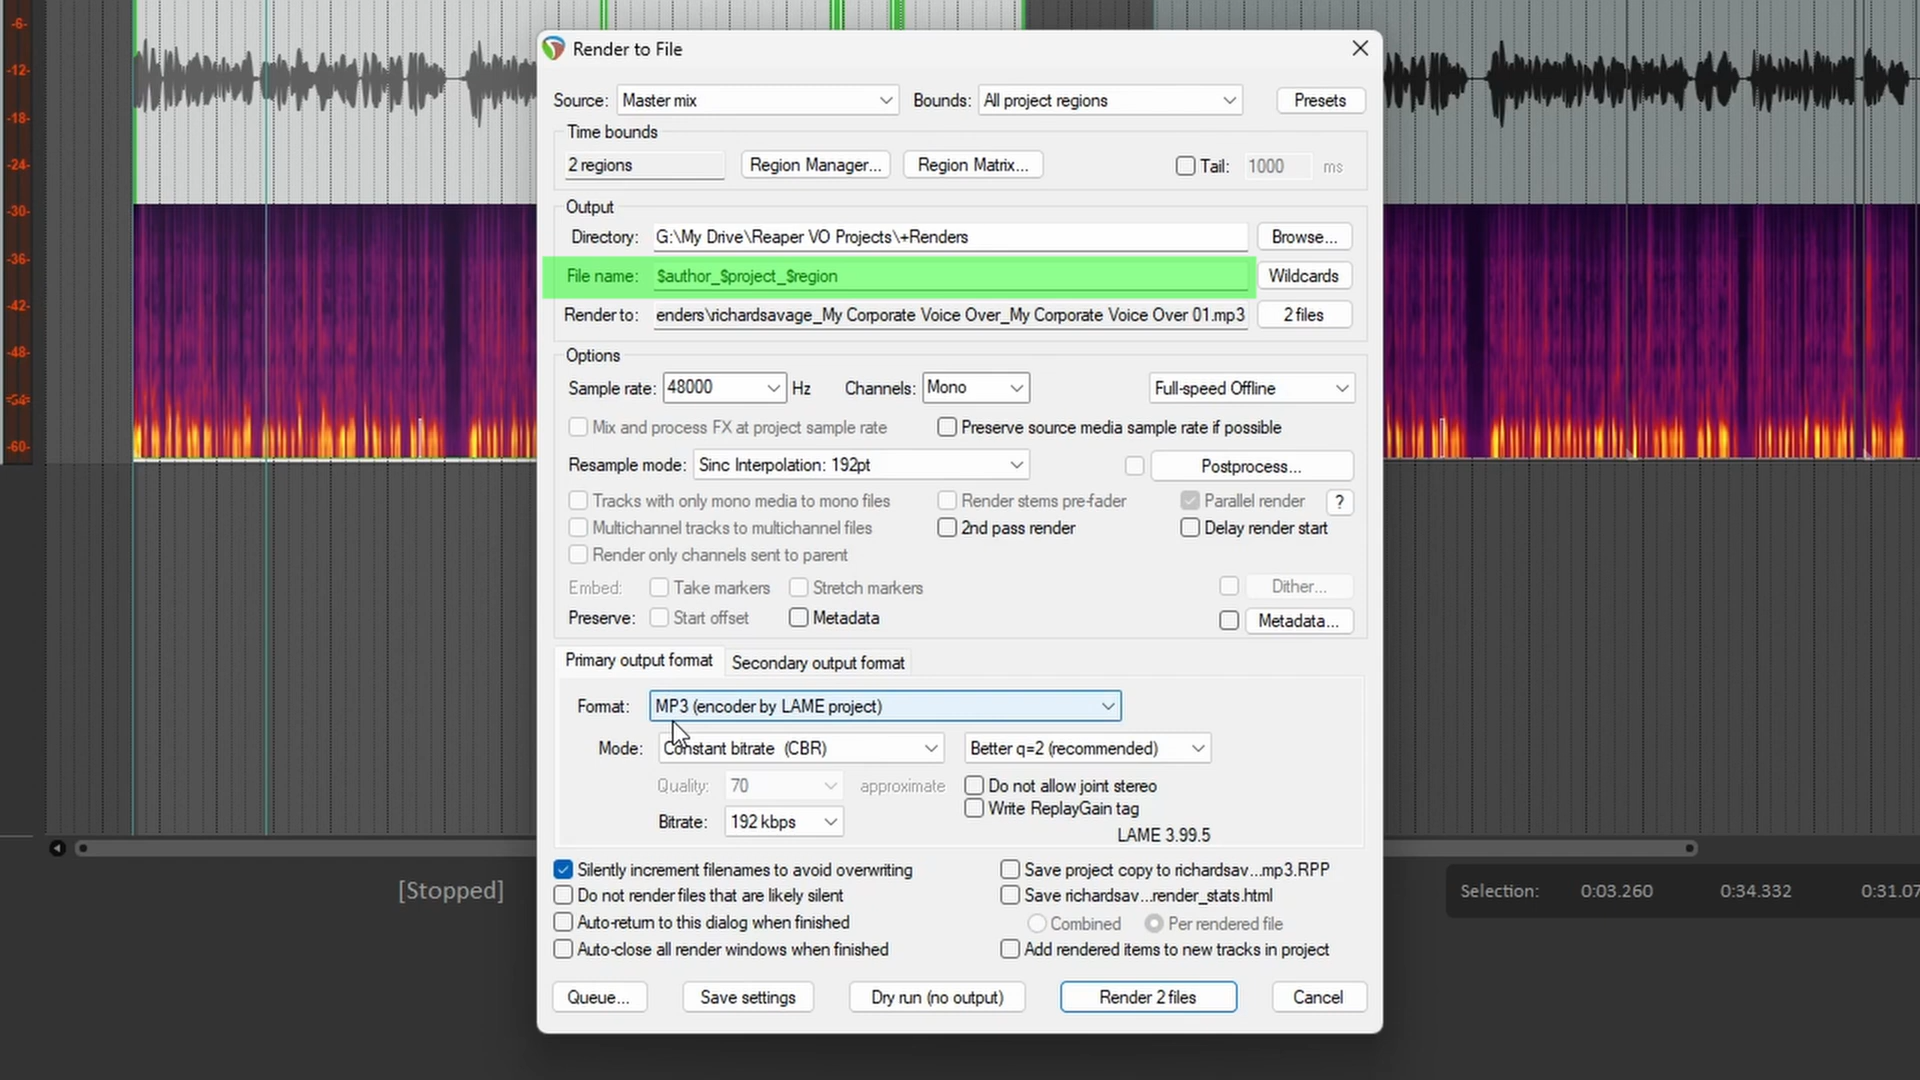 -6-
-12-
-18-
-24-
-30-
-36-
-42-
-48-
-54-
-60-
Render to File
Source: Master mix Bounds: All project regions Presets
Time bounds
2 regions Region Manager... Region Matrix... Tail: 1000 ms
Output
Directory: G:\My Drive\Reaper VO Projects\+Renders Browse...
File name: $author_$project_$region Wildcards
Render to: enders\richardsavage_My Corporate Voice Over_My Corporate Voice Over 01.mp3 2 files
Options
Sample rate: 48000 Hz Channels: Mono Full-speed Offline
Mix and process FX at project sample rate Preserve source media sample rate if possible
Resample mode: Sinc Interpolation: 192pt Postprocess...
Tracks with only mono media to mono files Render stems pre-fader Parallel render ?
Multichannel tracks to multichannel files 2nd pass render Delay render start
Render only channels sent to parent
Embed: Take markers Stretch markers Dither...
Preserve: Start offset Metadata Metadata...
Primary output format Secondary output format
Format: MP3 (encoder by LAME project)
Mode: Constant bitrate (CBR) Better q=2 (recommended)
Quality: 70 approximate Do not allow joint stereo
Write ReplayGain tag
Bitrate: 192 kbps LAME 3.99.5
Silently increment filenames to avoid overwriting Save project copy to richardsav...mp3.RPP
Do not render files that are likely silent Save richardsav...render_stats.html
Auto-return to this dialog when finished Combined Per rendered file
Auto-close all render windows when finished Add rendered items to new tracks in project
Queue... Save settings Dry run (no output) Render 2 files Cancel
[Stopped]
Selection: 0:03.260 0:34.332 0:31.07